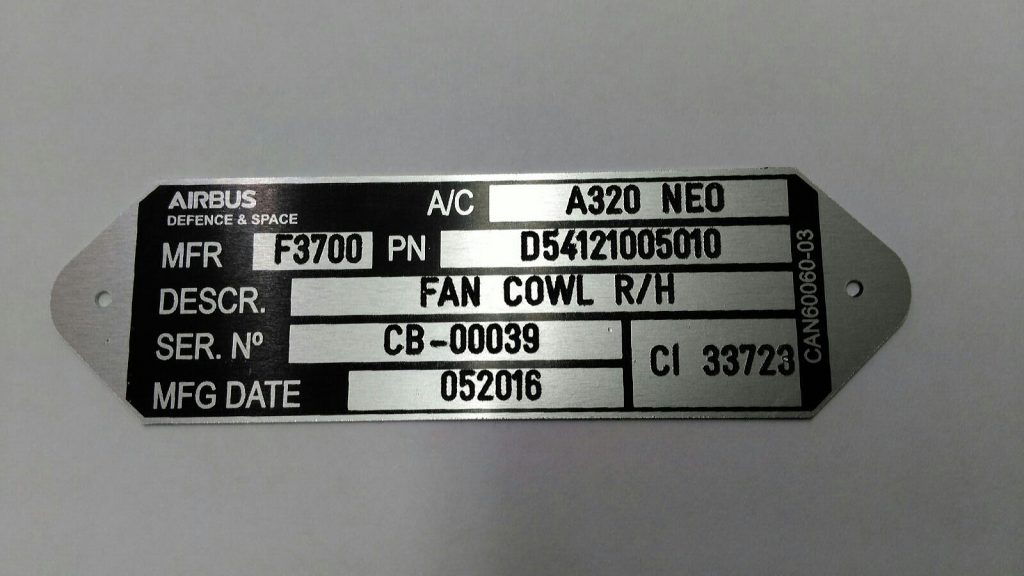 AIRBUS
DEFENCE & SPACE
A/C A320 NEO
MFR F3700 PN D54121005010
DESCR. FAN COWL R/H
SER. Nº CB-00039
MFG DATE 052016
CI 33723
CAN60060-03